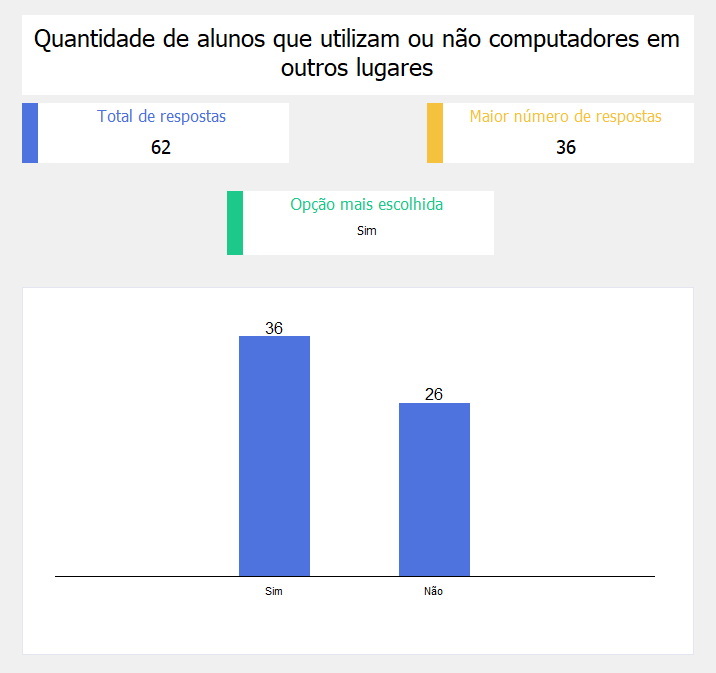 Quantidade de alunos que utilizam ou não computadores em
outros lugares
Total de respostas
62
Maior número de respostas
36
Opção mais escolhida
Sim
36
26
Sim
Não